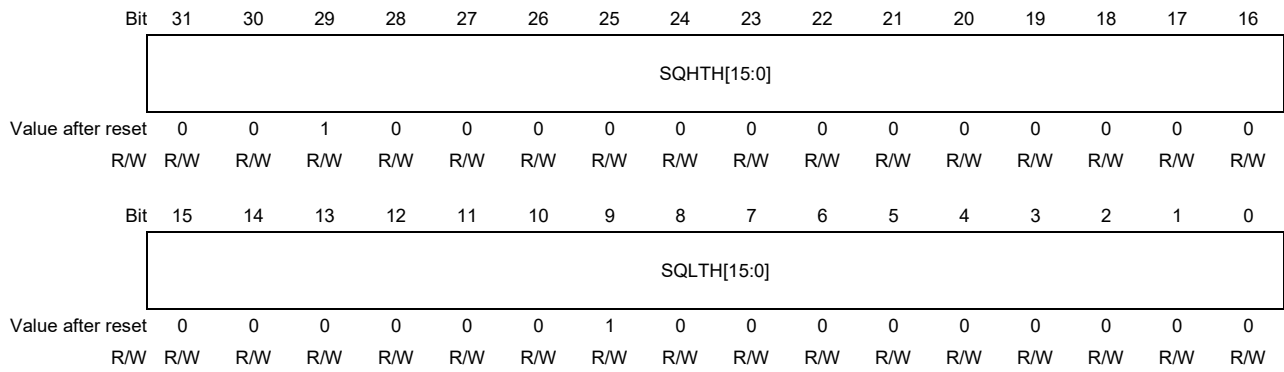 Bit 31 30 29 28 27 26 25 24 23 22 21 20 19 18 17 16
SQHTH[15:0]
Value after reset 0 0 1 0 0 0 0 0 0 0 0 0 0 0 0 0
R/W R/W R/W R/W R/W R/W R/W R/W R/W R/W R/W R/W R/W R/W R/W R/W R/W
Bit 15 14 13 12 11 10 9 8 7 6 5 4 3 2 1 0
SQLTH[15:0]
Value after reset 0 0 0 0 0 0 1 0 0 0 0 0 0 0 0 0
R/W R/W R/W R/W R/W R/W R/W R/W R/W R/W R/W R/W R/W R/W R/W R/W R/W